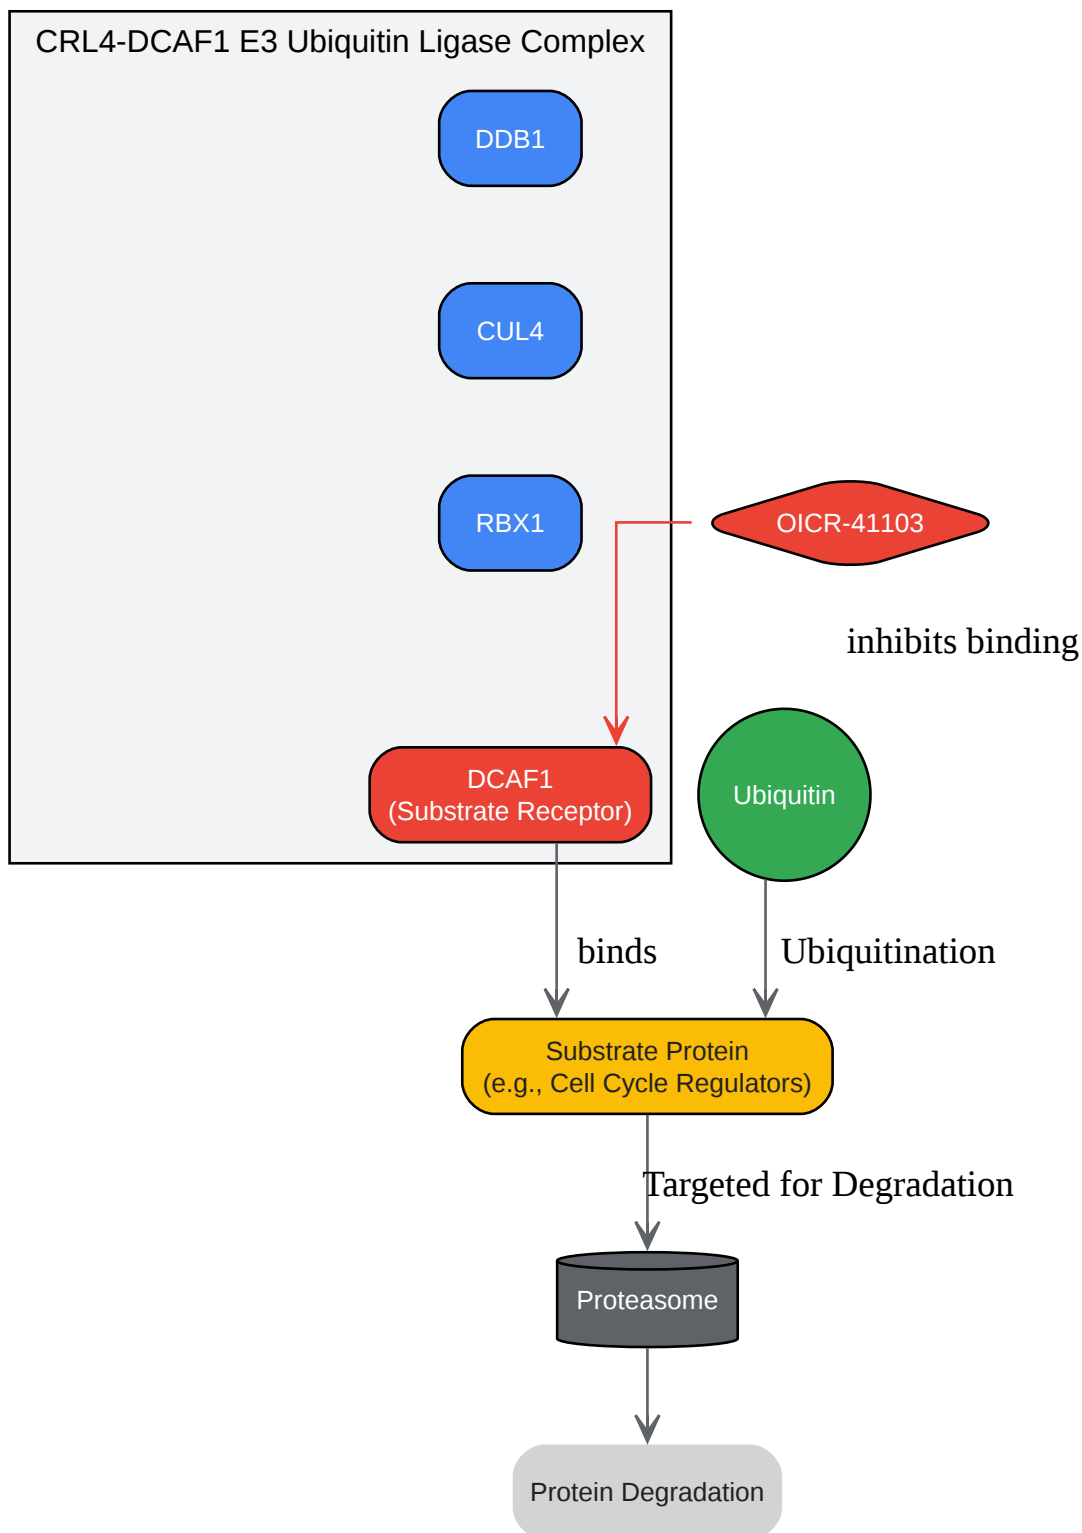 CRL4-DCAF1 E3 Ubiquitin Ligase Complex
DDB1
CUL4
RBX1
OICR-41103
inhibits binding
DCAF1
(Substrate Receptor)
Ubiquitin
binds
Ubiquitination
Substrate Protein
(e.g., Cell Cycle Regulators)
Targeted for Degradation
Proteasome
Protein Degradation